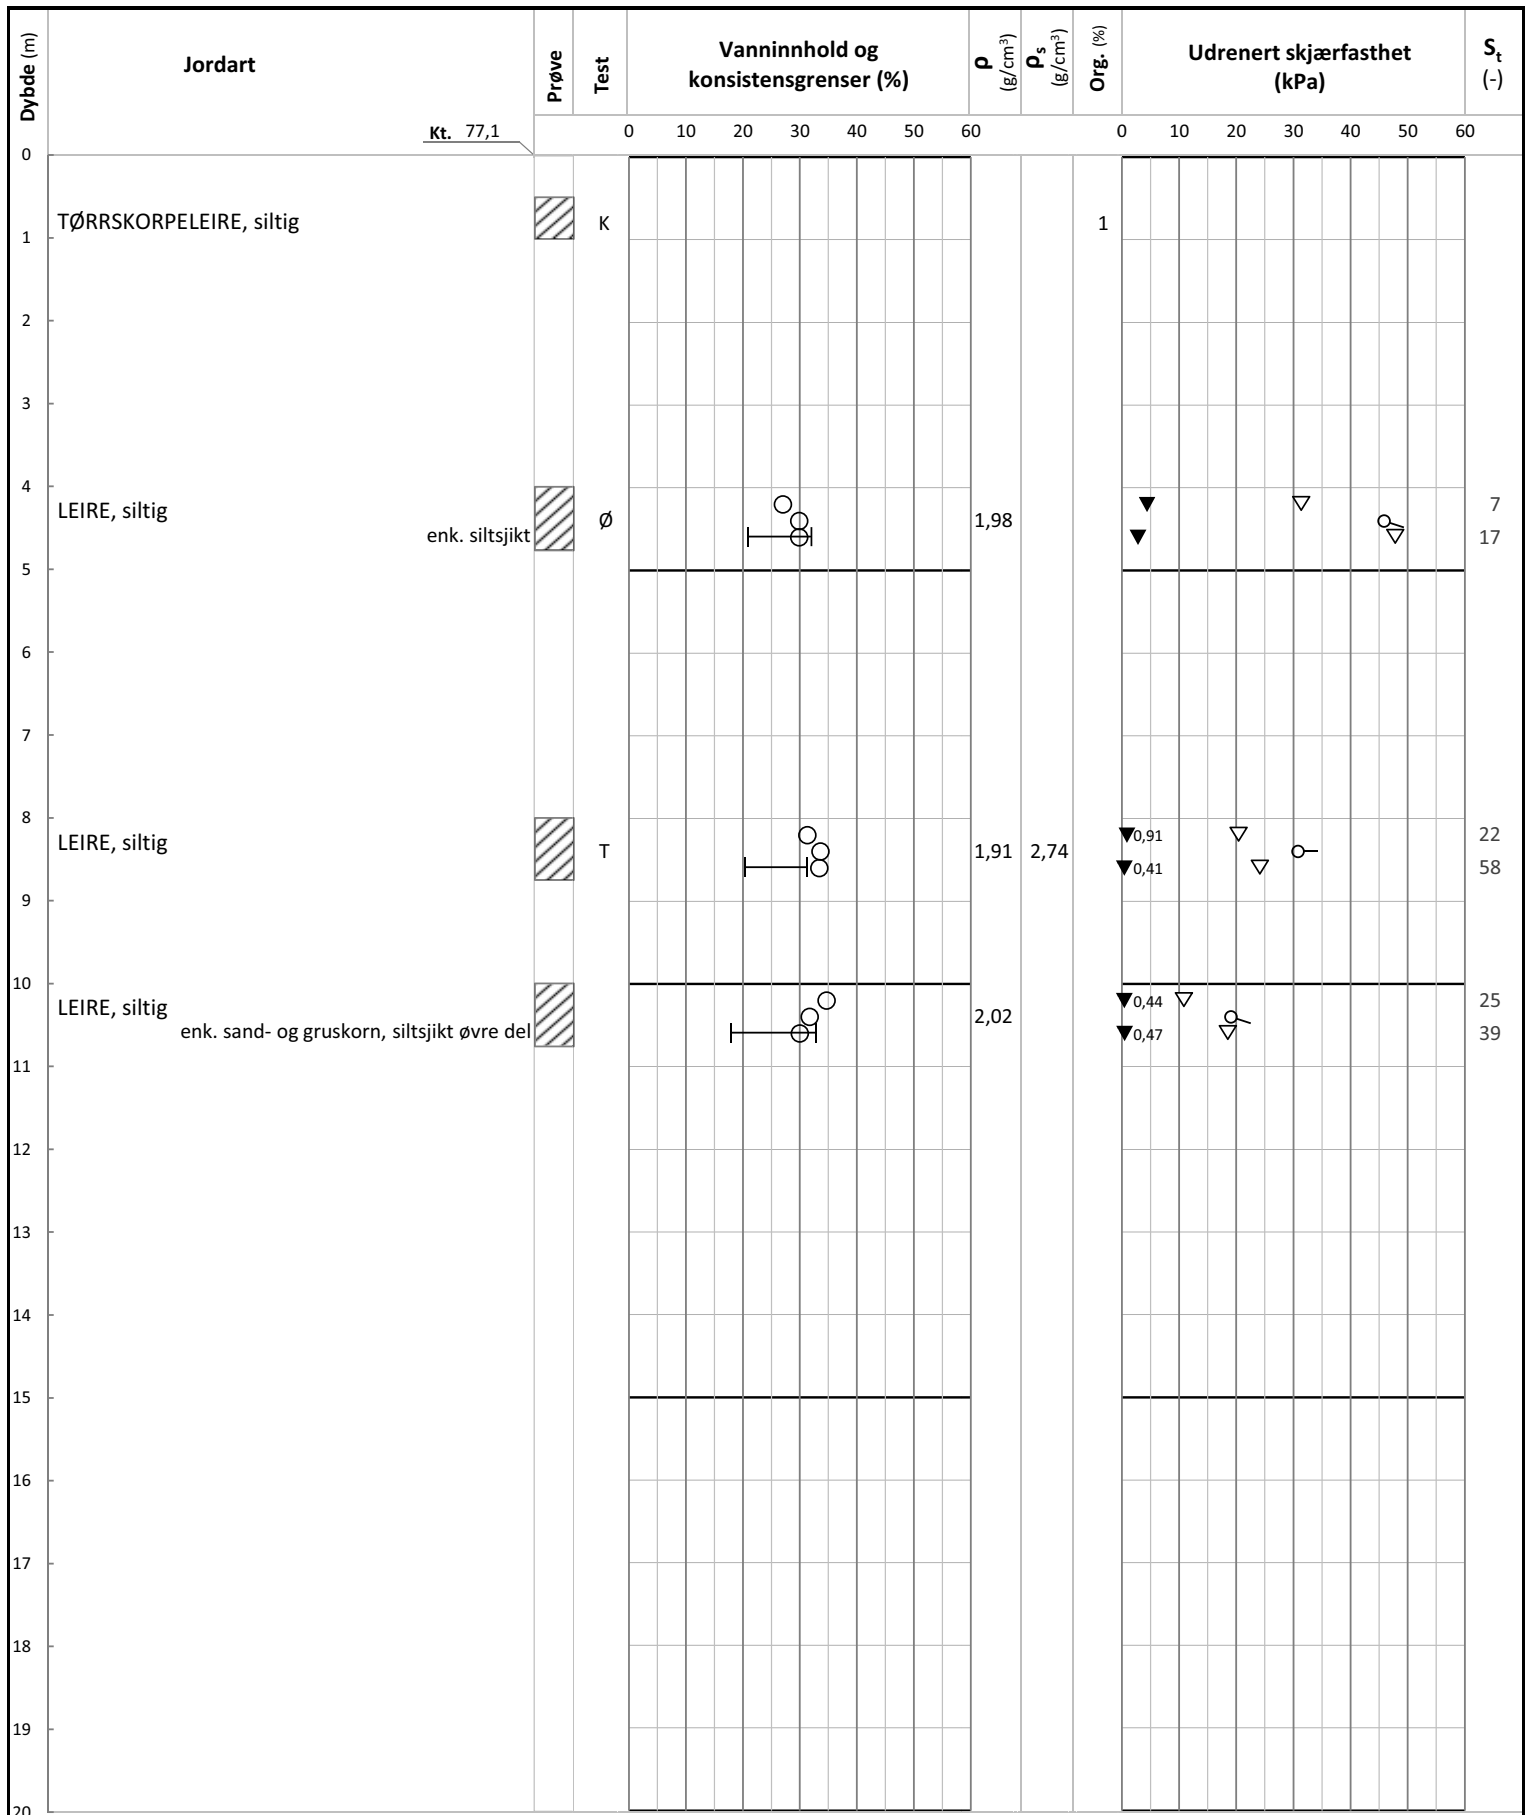 Dybde (m)
Jordart
Prøve
Test
Vanninnhold og
konsistensgrenser (%)
ρ
(g/cm³)
ρs
(g/cm³)
Org. (%)
Udrenert skjærfasthet
(kPa)
St
(-)
Kt. 77,1
0 10 20 30 40 50 60
0 10 20 30 40 50 60
0
TØRRSKORPELEIRE, siltig K 1
1
2
3
4
LEIRE, siltig 7
Ø 1,98
enk. siltsjikt 17
5
6
7
8
0,91 22
LEIRE, siltig T 1,91 2,74
0,41 58
9
10
0,44 25
LEIRE, siltig 2,02
enk. sand- og gruskorn, siltsjikt øvre del 0,47 39
11
12
13
14
15
16
17
18
19
20